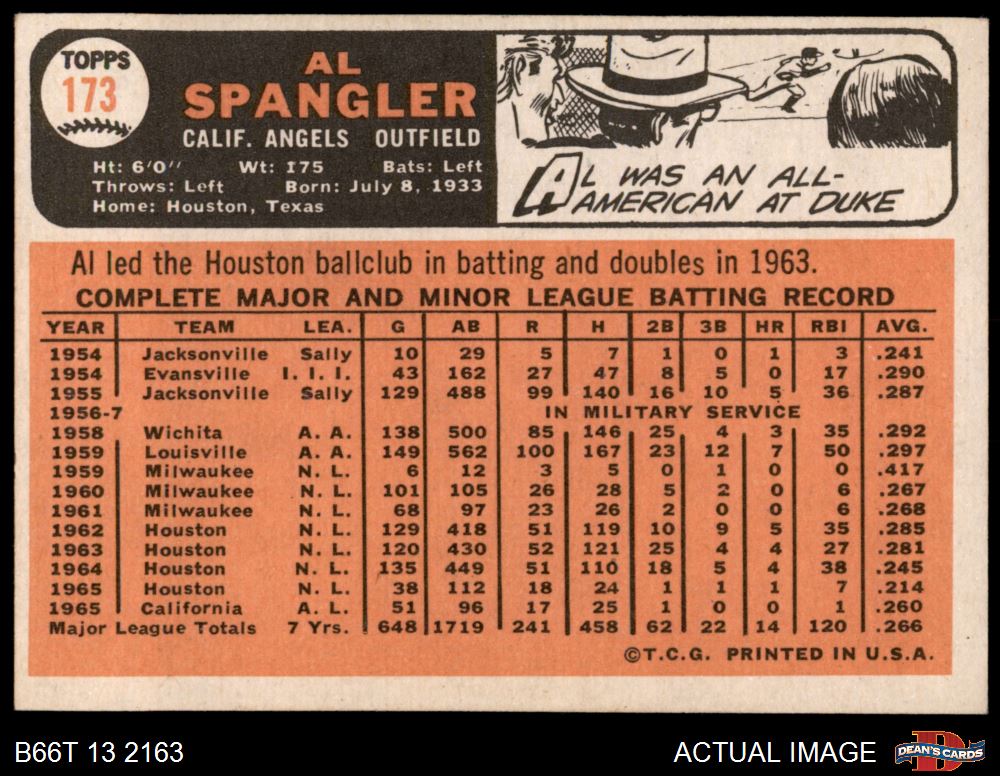 TOPPS
173
AL
SPANGLER
CALIF. ANGELS OUTFIELD
Ht: 6'0" Wt: 175 Bats: Left
Throws: Left Born: July 8, 1933
Home: Houston, Texas
AL WAS AN ALL-
AMERICAN AT DUKE
Al led the Houston ballclub in batting and doubles in 1963.
COMPLETE MAJOR AND MINOR LEAGUE BATTING RECORD
YEAR TEAM LEA. G AB R H 2B 3B HR RBI AVG.
1954 Jacksonville Sally 10 29 5 7 1 0 1 3 .241
1954 Evansville I. I. I. 43 162 27 47 8 5 0 17 .290
1955 Jacksonville Sally 129 488 99 140 16 10 5 36 .287
1956-7 IN MILITARY SERVICE
1958 Wichita A. A. 138 500 85 146 25 4 3 35 .292
1959 Louisville A. A. 149 562 100 167 23 12 7 50 .297
1959 Milwaukee N. L. 6 12 3 5 0 1 0 0 .417
1960 Milwaukee N. L. 101 105 26 28 5 2 0 6 .267
1961 Milwaukee N. L. 68 97 23 26 2 0 0 6 .268
1962 Houston N. L. 129 418 51 119 10 9 5 35 .285
1963 Houston N. L. 120 430 52 121 25 4 4 27 .281
1964 Houston N. L. 135 449 51 110 18 5 4 38 .245
1965 Houston N. L. 38 112 18 24 1 1 1 7 .214
1965 California A. L. 51 96 17 25 1 0 0 1 .260
Major League Totals 7 Yrs. 648 1719 241 458 62 22 14 120 .266
©T.C.G. PRINTED IN U.S.A.
B66T 13 2163 ACTUAL IMAGE DEAN'S CARDS